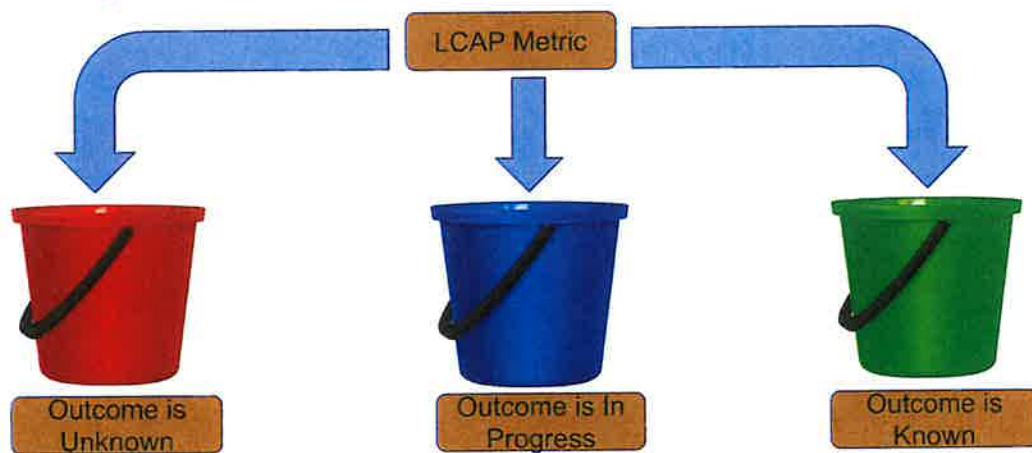 LCAP Metric
Outcome is
Unknown
Outcome is In
Progress
Outcome is
Known